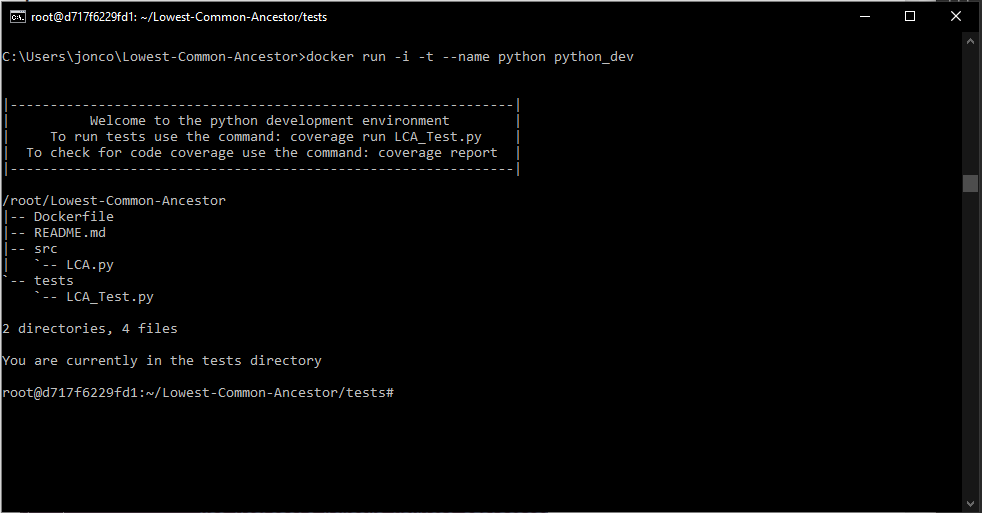 root@d717f6229fd1: ~/Lowest-Common-Ancestor/tests
C:\Users\jonco\Lowest-Common-Ancestor>docker run -i -t --name python python_dev
|---------------------------------------------------------------|
|          Welcome to the python development environment        |
|     To run tests use the command: coverage run LCA_Test.py    |
|  To check for code coverage use the command: coverage report  |
|---------------------------------------------------------------|
/root/Lowest-Common-Ancestor
|-- Dockerfile
|-- README.md
|-- src
|   `-- LCA.py
`-- tests
    `-- LCA_Test.py
2 directories, 4 files
You are currently in the tests directory
root@d717f6229fd1:~/Lowest-Common-Ancestor/tests#